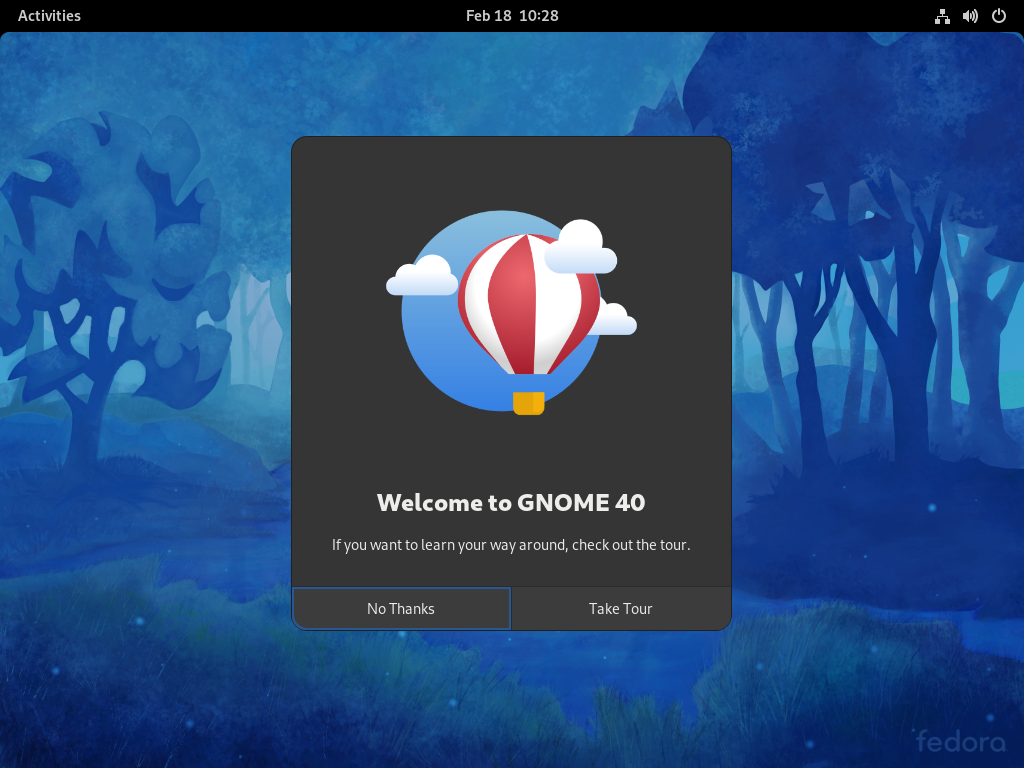 Activities
Feb 18 10:28
Welcome to GNOME 40
If you want to learn your way around, check out the tour.
No Thanks
Take Tour
fedora